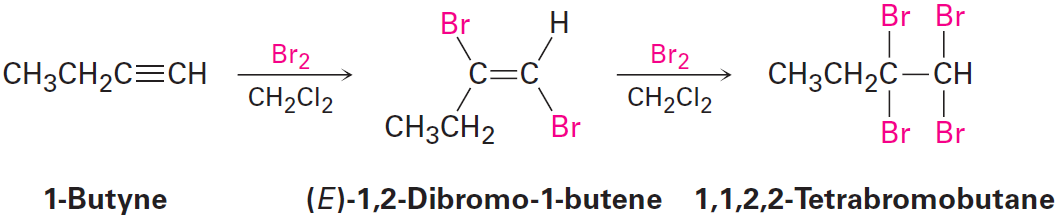 Br H Br Br
CH3CH2C≡CH Br2 C=C Br2 CH3CH2C—CH
CH2Cl2 CH2Cl2
CH3CH2 Br Br Br
1-Butyne (E)-1,2-Dibromo-1-butene 1,1,2,2-Tetrabromobutane